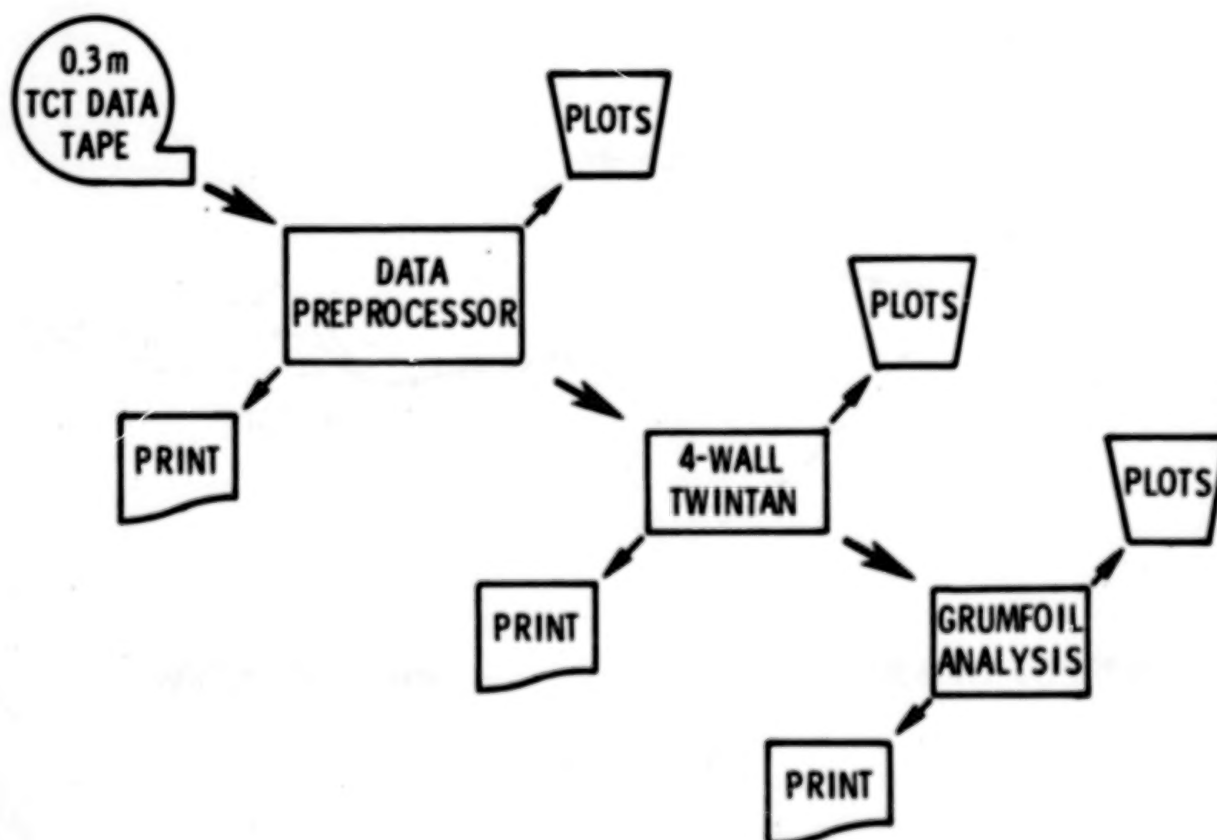 0.3 m
TCT DATA
TAPE
PLOTS
DATA
PREPROCESSOR
PLOTS
PRINT
4-WALL
TWINTAN
PLOTS
PRINT
GRUMFOIL
ANALYSIS
PRINT